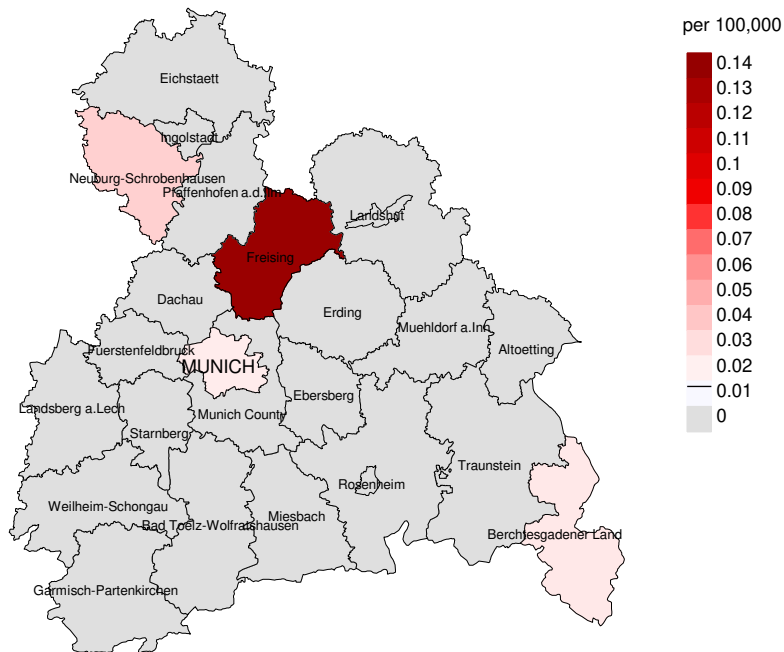 per 100,000
0.14
0.13
0.12
0.1
0.09
0.08
0.07
0.06
0.05
0.04
0.03
0.02
0.01
0
Eichstaett
Ingolstadt
Neuburg-Schrobenhausen
Pfaffenhofen a.d.Ilm
Landshut
Freising
Dachau
Erding
Muehldorf a.Inn
Altoetting
Fuerstenfeldbruck
MUNICH
Ebersberg
Landsberg a.Lech
Munich County
Starnberg
Traunstein
Rosenheim
Weilheim-Schongau
Miesbach
Bad Toelz-Wolfratshausen
Berchtesgadener Land
Garmisch-Partenkirchen